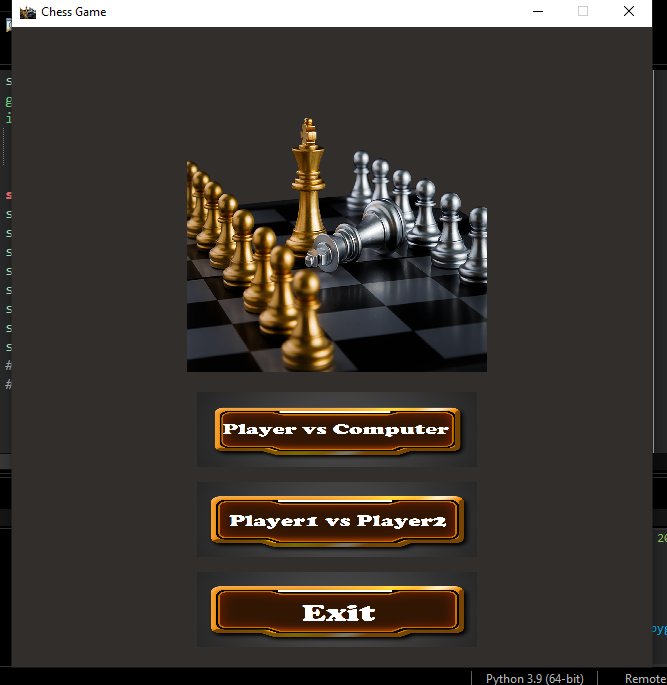 Chess Game
s
g
i
s
s
s
s
s
s
s
s
s
#
#
Player vs Computer
Player1 vs Player2
Exit
Python 3.9 (64-bit)
Remote